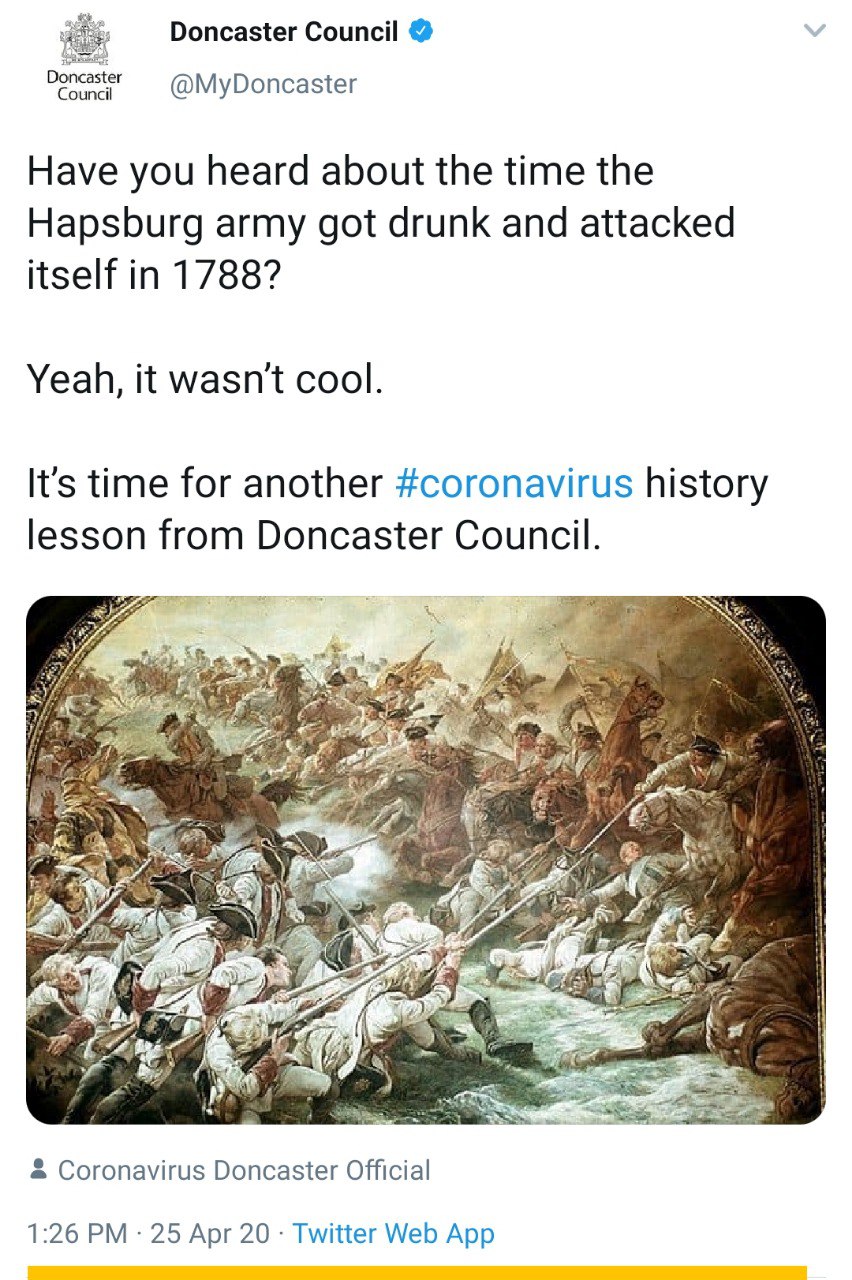 Doncaster Council
@MyDoncaster
Doncaster
Council
Have you heard about the time the
Hapsburg army got drunk and attacked
itself in 1788?
Yeah, it wasn’t cool.
It’s time for another #coronavirus history
lesson from Doncaster Council.
Coronavirus Doncaster Official
1:26 PM · 25 Apr 20 · Twitter Web App